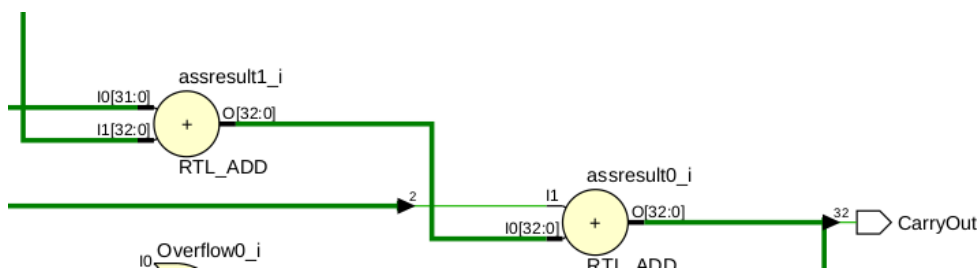 assresult1_i
I0[31:0]
O[32:0]
I1[32:0]
+
RTL_ADD
assresult0_i
2
I1
O[32:0]
32
CarryOut
+
I0[32:0]
Overflow0_i
I0
RTL_ADD